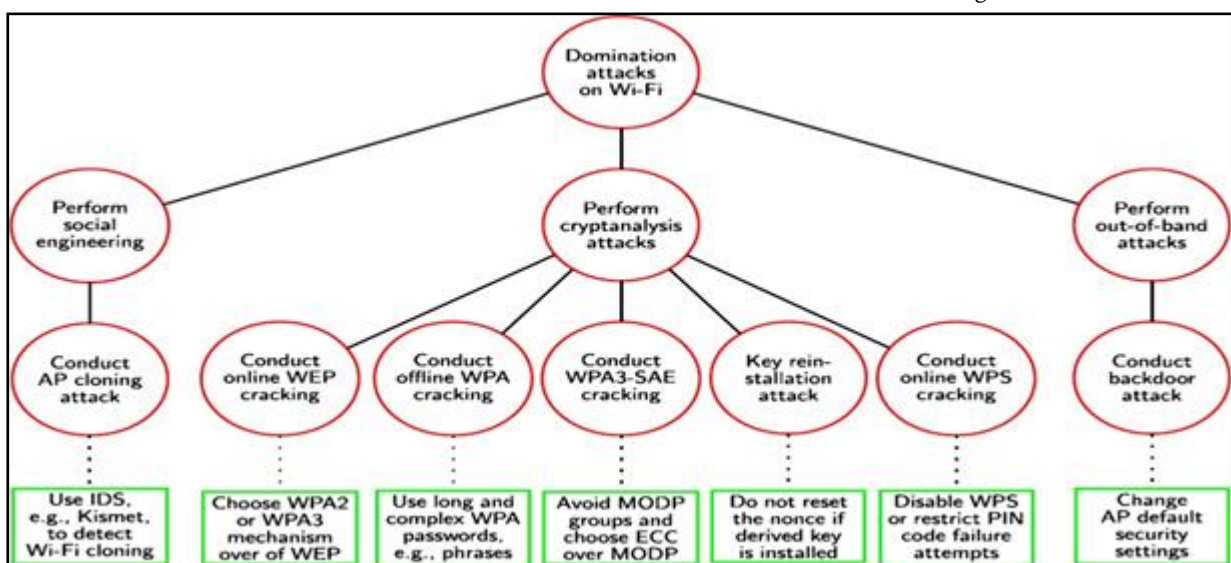 Domination
attacks
on Wi-Fi
Perform
social
engineering
Perform
cryptanalysis
attacks
Perform
out-of-band
attacks
Conduct
AP cloning
attack
Conduct
online WEP
cracking
Conduct
offline WPA
cracking
Conduct
WPA3-SAE
cracking
Key rein-
stallation
attack
Conduct
online WPS
cracking
Conduct
backdoor
attack
Use IDS,
e.g., Kismet,
to detect
Wi-Fi cloning
Choose WPA2
or WPA3
mechanism
over of WEP
Use long and
complex WPA
passwords,
e.g., phrases
Avoid MODP
groups and
choose ECC
over MODP
Do not reset
the nonce if
derived key
is installed
Disable WPS
or restrict PIN
code failure
attempts
Change
AP default
security
settings